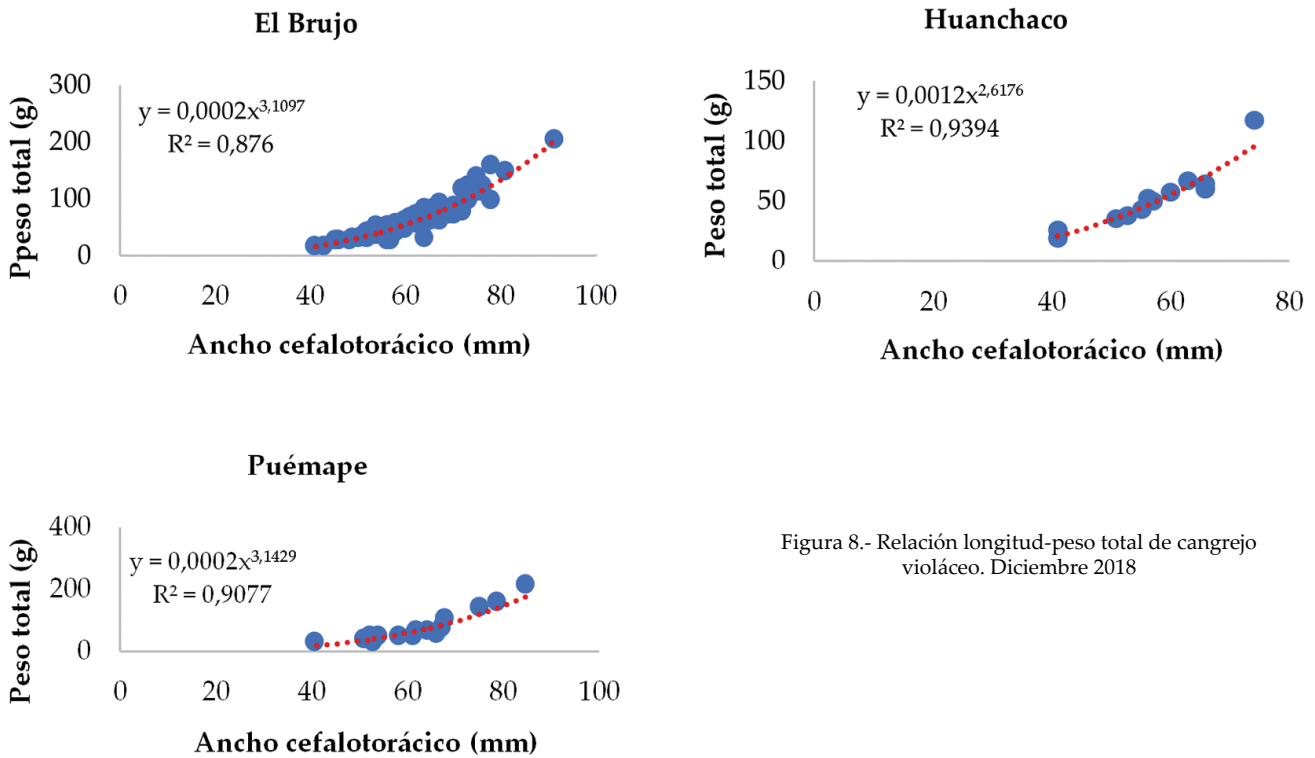 El Brujo
300
200
100
0
y = 0,0002x^3,1097
R² = 0,876
0 20 40 60 80 100
Ppeso total (g)
Ancho cefalotorácico (mm)
Huanchaco
150
100
50
0
y = 0,0012x^2,6176
R² = 0,9394
0 20 40 60 80
Peso total (g)
Ancho cefalotorácico (mm)
Puémape
400
200
0
y = 0,0002x^3,1429
R² = 0,9077
0 20 40 60 80 100
Peso total (g)
Ancho cefalotorácico (mm)
Figura 8.- Relación longitud-peso total de cangrejo
violáceo. Diciembre 2018